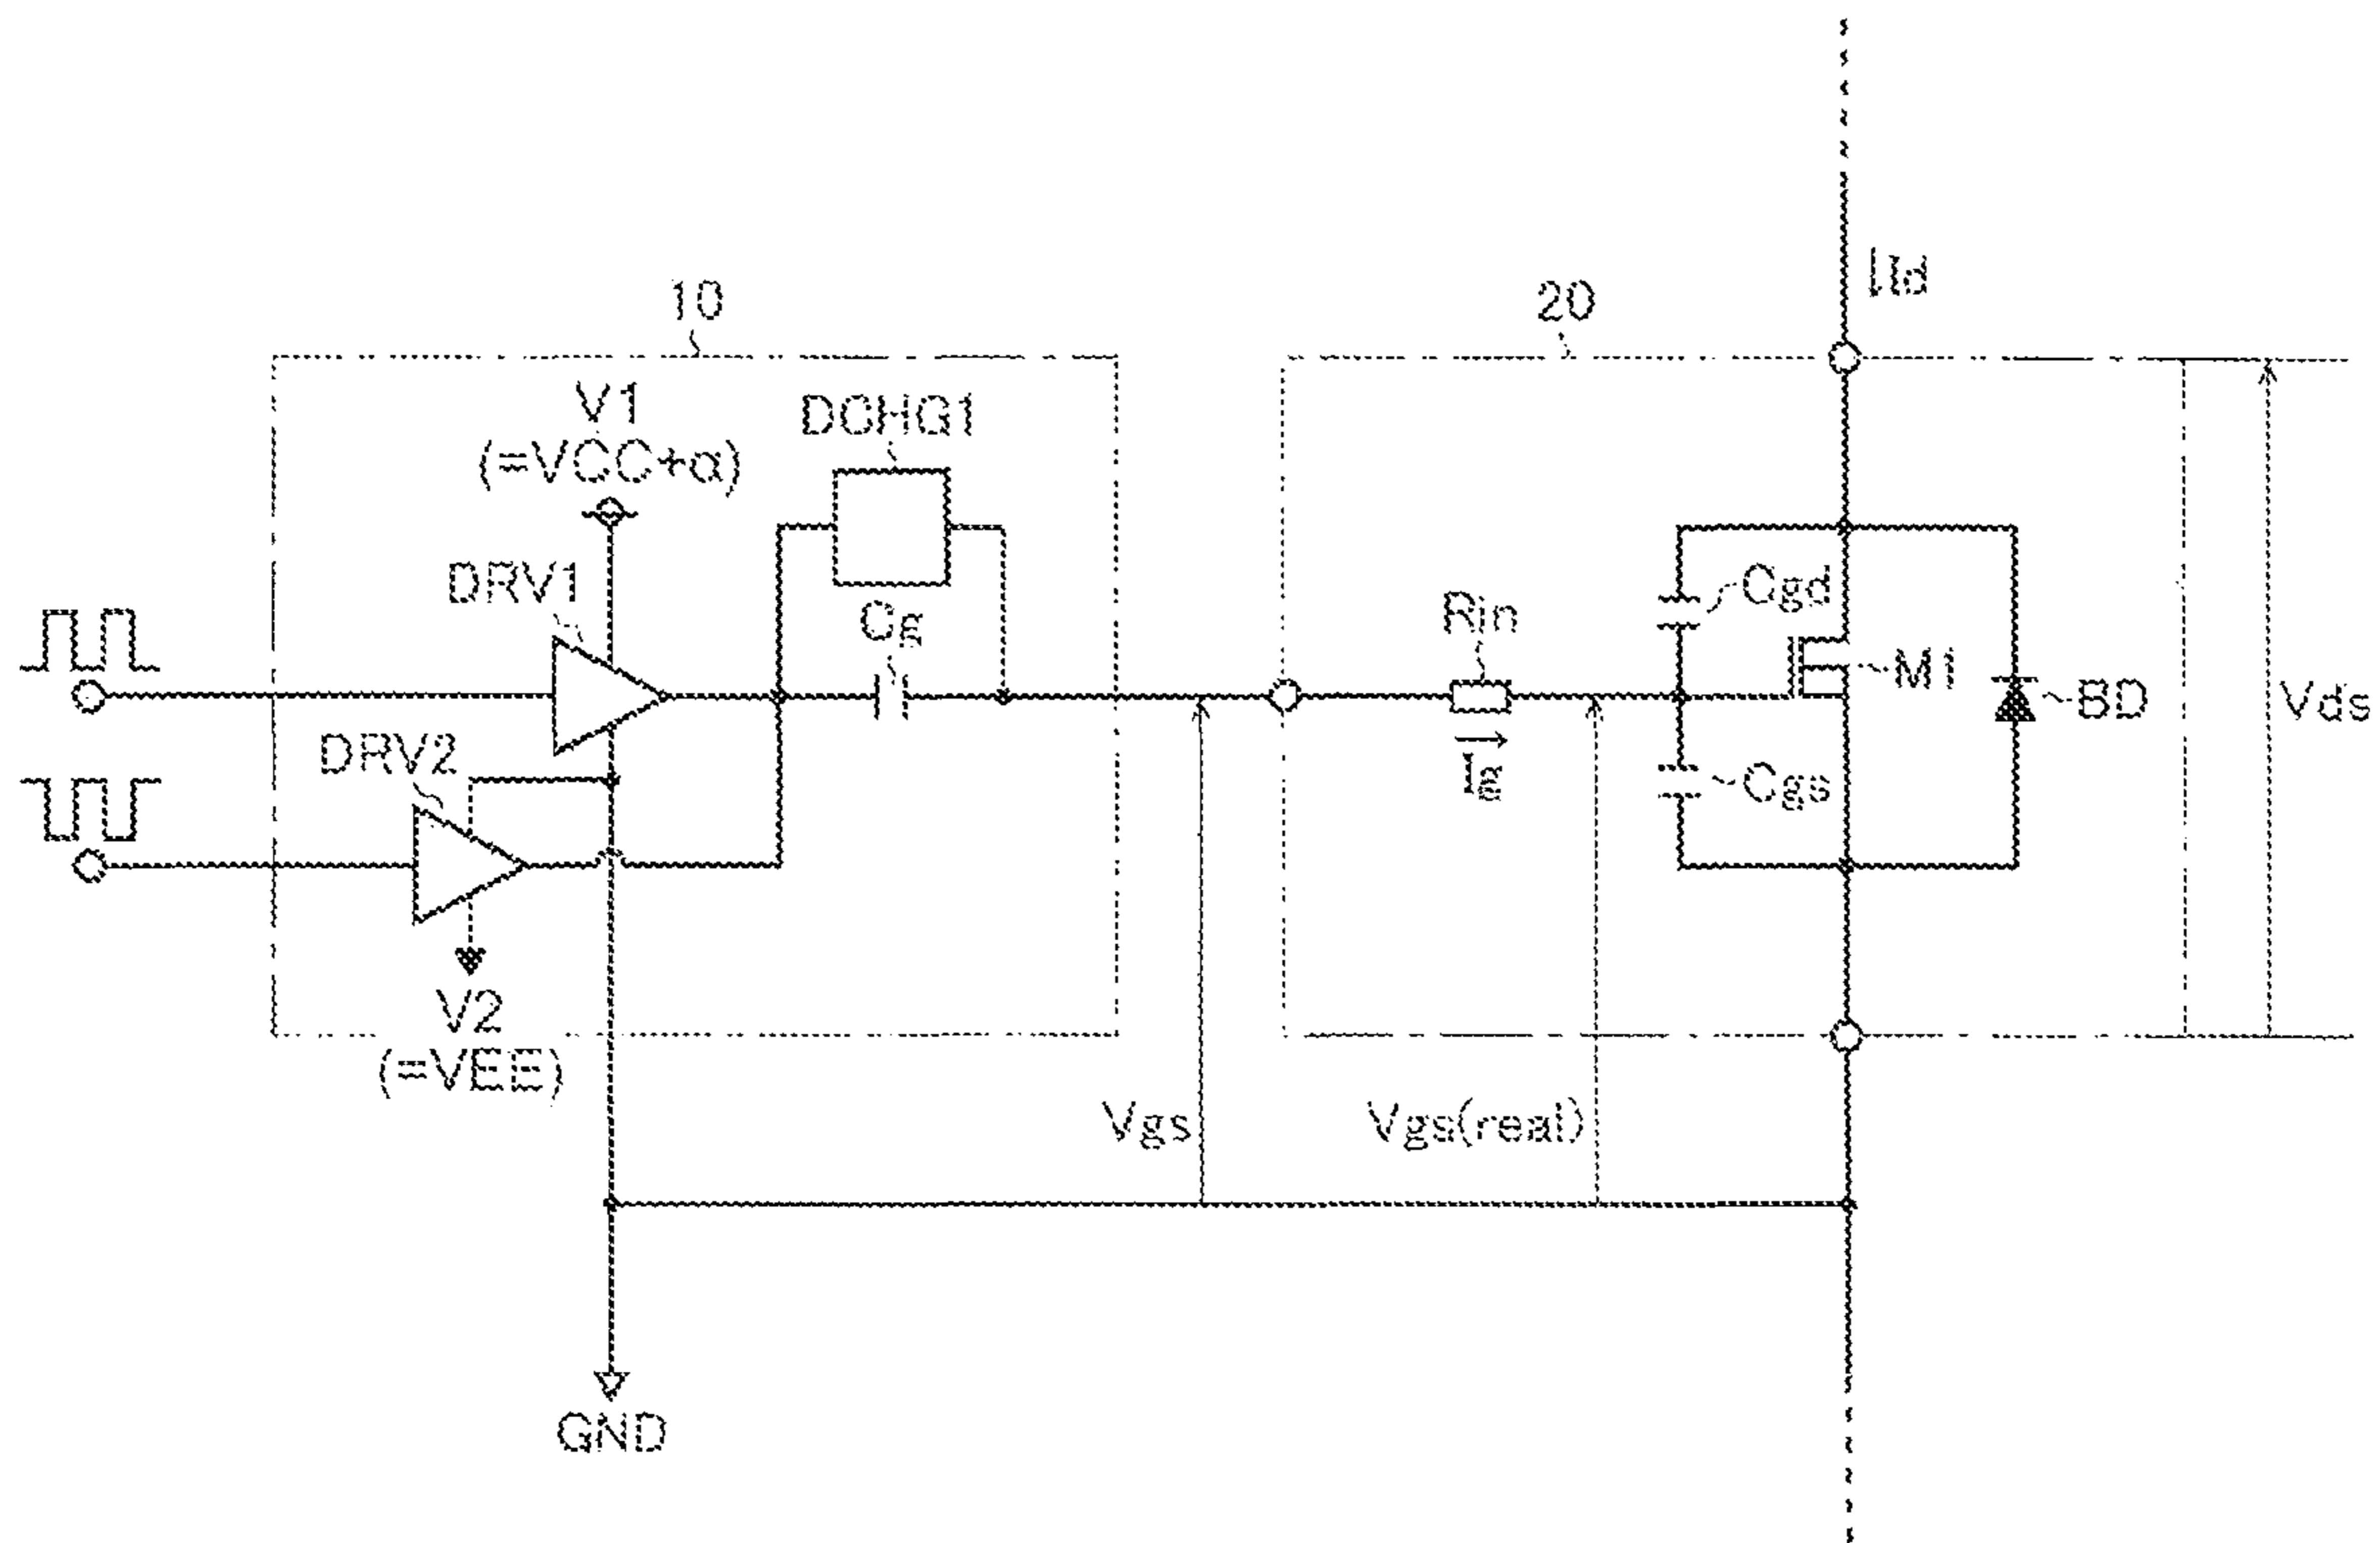 10
20
↓Id
V1
(=VCC+α)
DCHG1
DRV1
Cg
DRV2
V2
(=VEE)
Rin
Ig
Cgd
M1
BD
Cgs
Vds
Vgs
Vgs(real)
GND